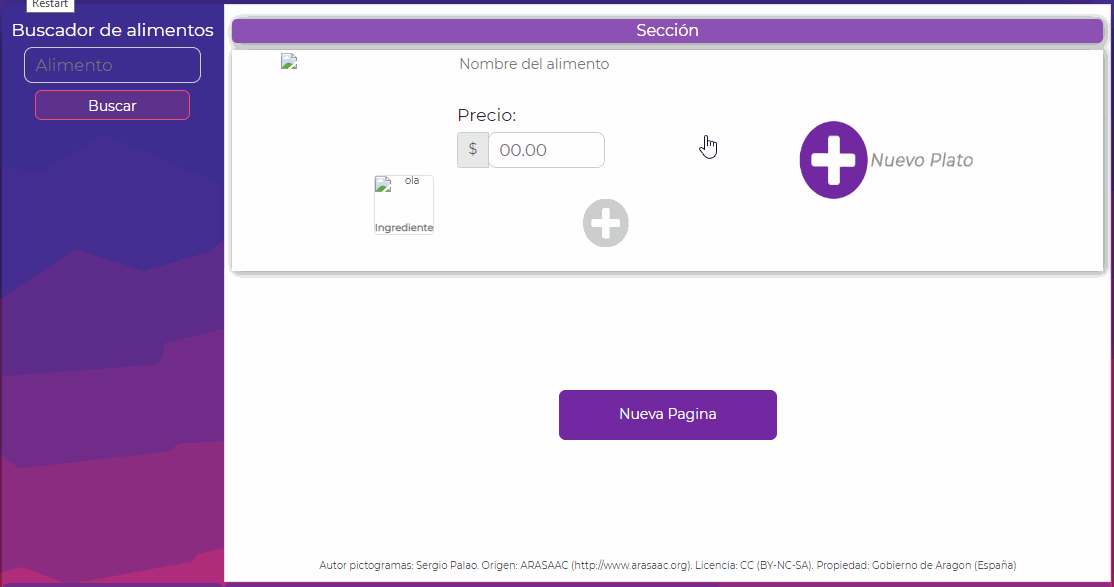 Restart
Buscador de alimentos
Alimento
Buscar
Sección
Nombre del alimento
Precio:
$ 00.00
Nuevo Plato
ola
Ingrediente
Nueva Pagina
Autor pictogramas: Sergio Palao. Origen: ARASAAC (http://www.arasaac.org). Licencia: CC (BY-NC-SA). Propiedad: Gobierno de Aragon (España)